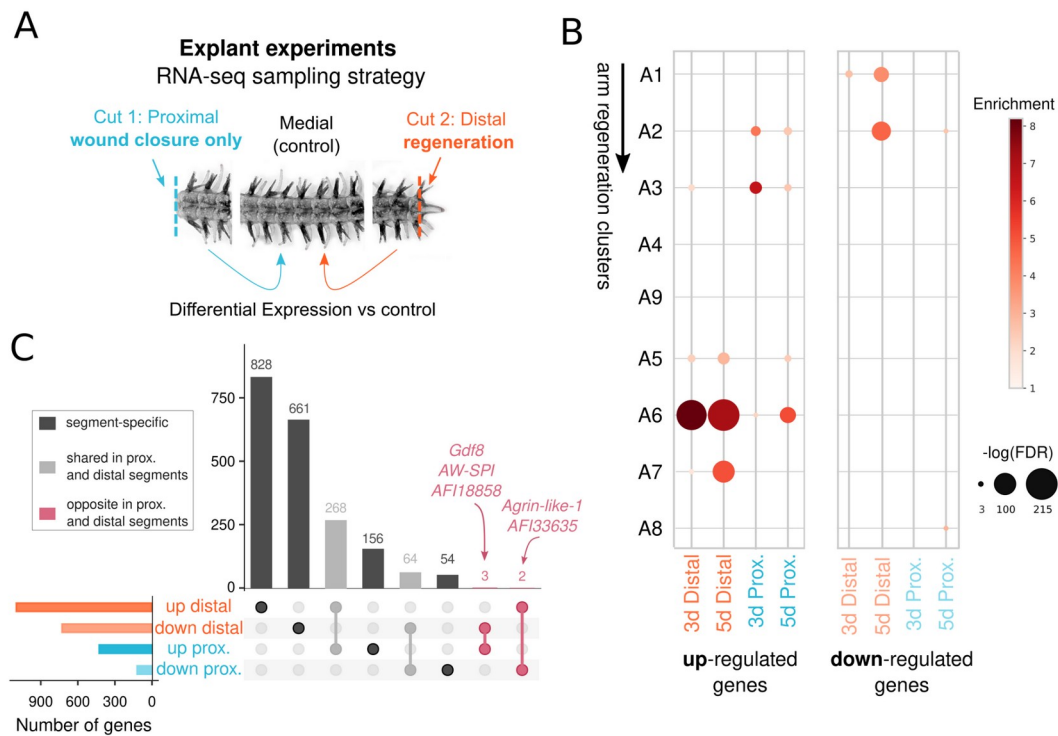 A
Explant experiments
RNA-seq sampling strategy
Cut 1: Proximal
wound closure only
Medial
(control)
Cut 2: Distal
regeneration
Differential Expression vs control
B
arm regeneration clusters
A1
A2
A3
A4
A9
A5
A6
A7
A8
3d Distal
5d Distal
3d Prox.
5d Prox.
3d Distal
5d Distal
3d Prox.
5d Prox.
up-regulated
genes
down-regulated
genes
Enrichment
8
7
6
5
4
3
2
1
-log(FDR)
3 100 215
C
segment-specific
shared in prox.
and distal segments
opposite in prox.
and distal segments
750
500
250
0
828
661
268
156
64
54
3
2
Gdf8
AW-SPI
AFI18858
Agrin-like-1
AFI33635
up distal
down distal
up prox.
down prox.
900 600 300 0
Number of genes